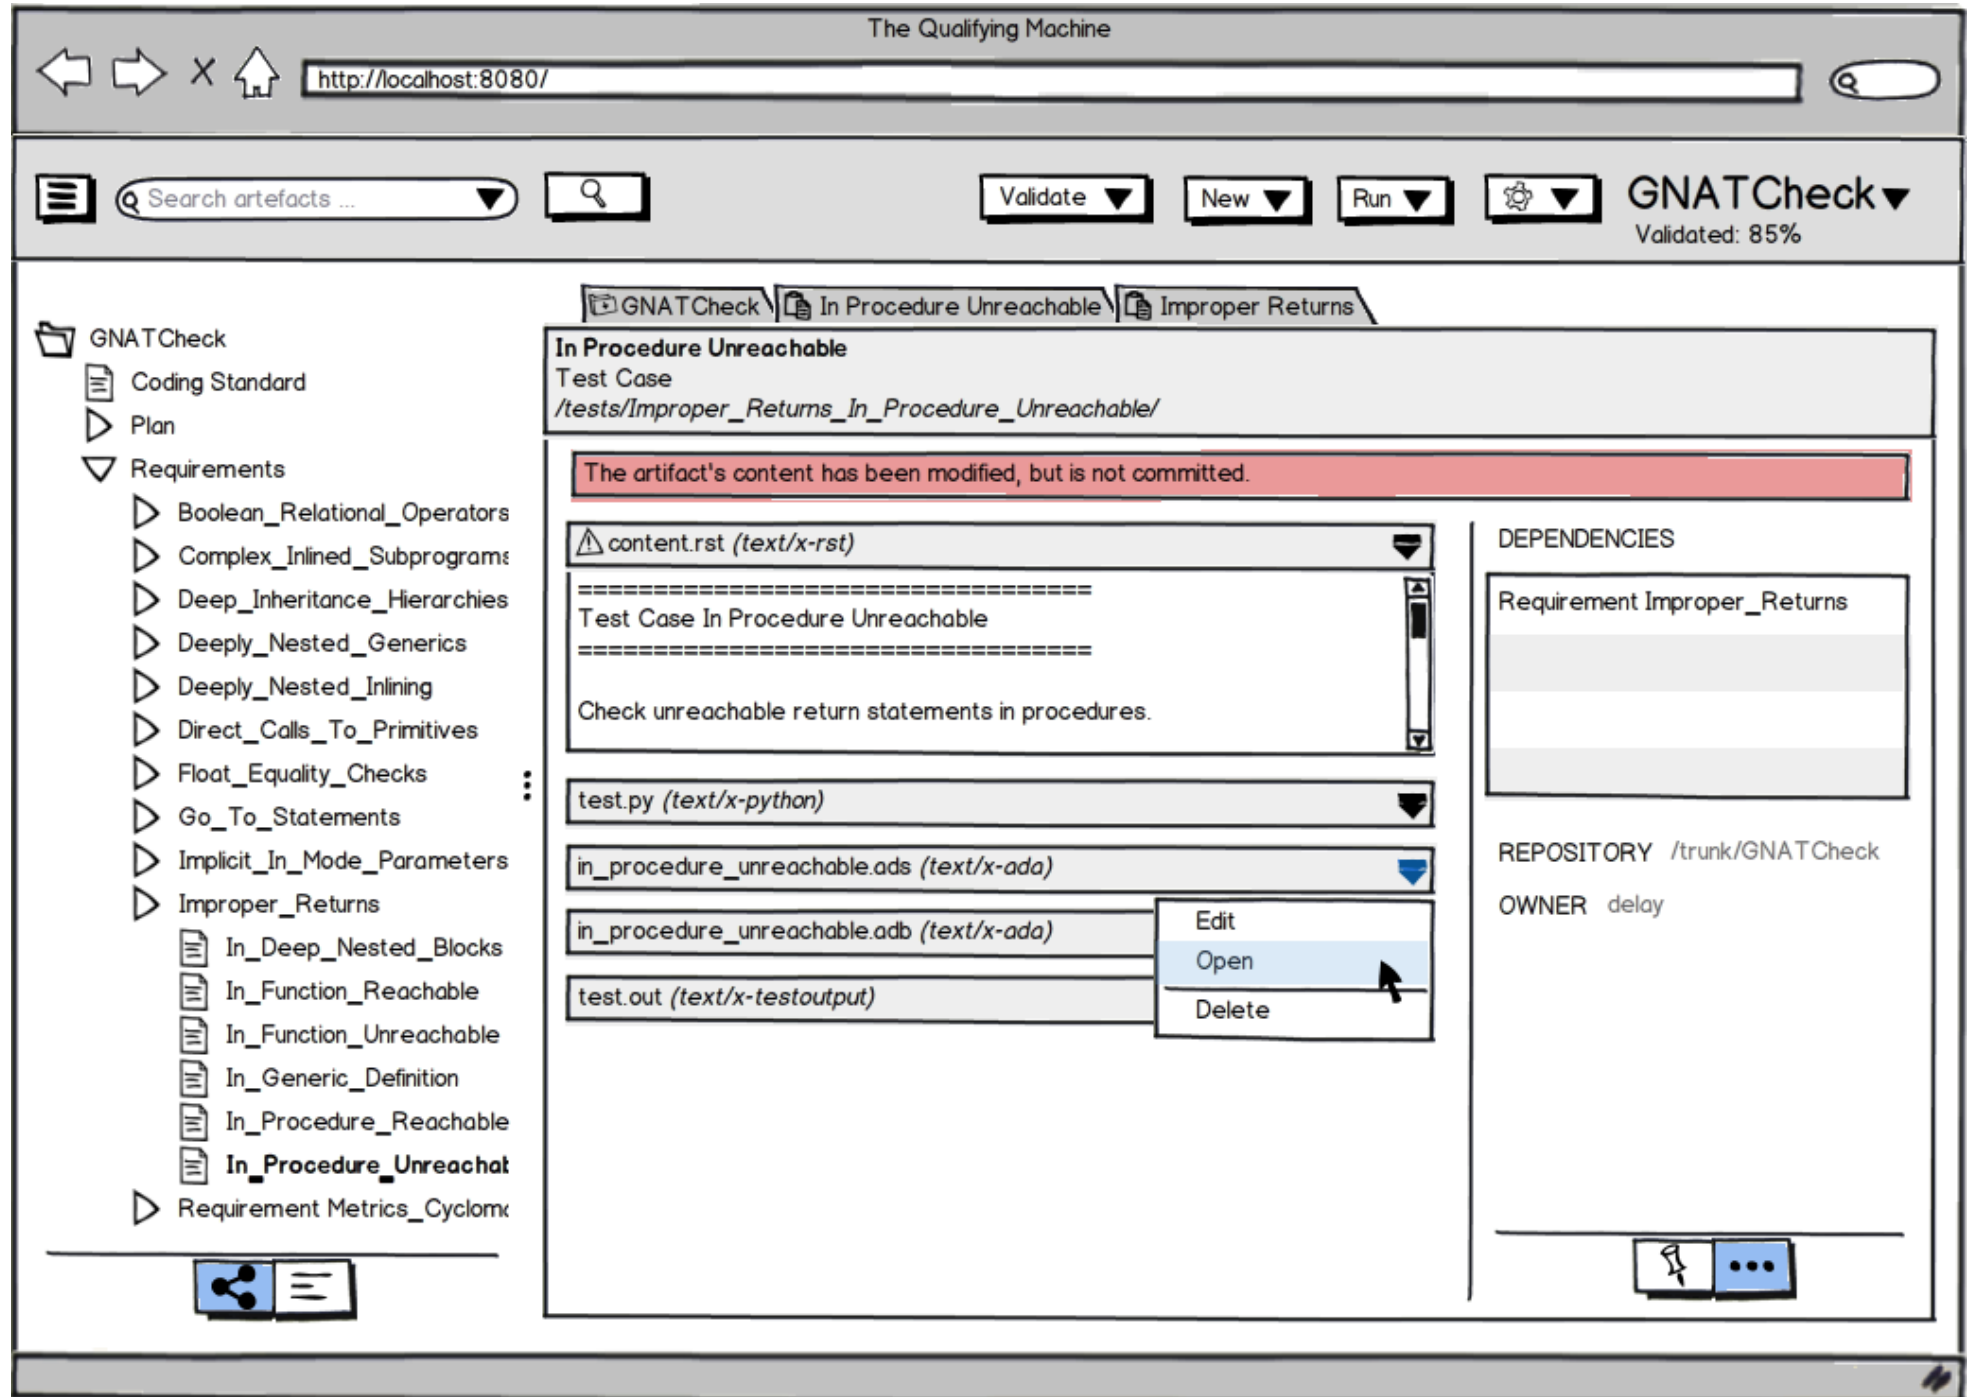 The Qualifying Machine
http://localhost:8080/
Search artefacts ...
Validate
New
Run
GNATCheck
Validated: 85%
GNATCheck
Coding Standard
Plan
Requirements
Boolean_Relational_Operators
Complex_Inlined_Subprograms
Deep_Inheritance_Hierarchies
Deeply_Nested_Generics
Deeply_Nested_Inlining
Direct_Calls_To_Primitives
Float_Equality_Checks
Go_To_Statements
Implicit_In_Mode_Parameters
Improper_Returns
In_Deep_Nested_Blocks
In_Function_Reachable
In_Function_Unreachable
In_Generic_Definition
In_Procedure_Reachable
In_Procedure_Unreachab
Requirement Metrics_Cyclomo
GNATCheck
In Procedure Unreachable
Improper Returns
In Procedure Unreachable
Test Case
/tests/Improper_Returns_In_Procedure_Unreachable/
The artifact's content has been modified, but is not committed.
content.rst (text/x-rst)
==================================
Test Case In Procedure Unreachable
==================================
Check unreachable return statements in procedures.
test.py (text/x-python)
in_procedure_unreachable.ads (text/x-ada)
in_procedure_unreachable.adb (text/x-ada)
test.out (text/x-testoutput)
Edit
Open
Delete
DEPENDENCIES
Requirement Improper_Returns
REPOSITORY /trunk/GNATCheck
OWNER delay